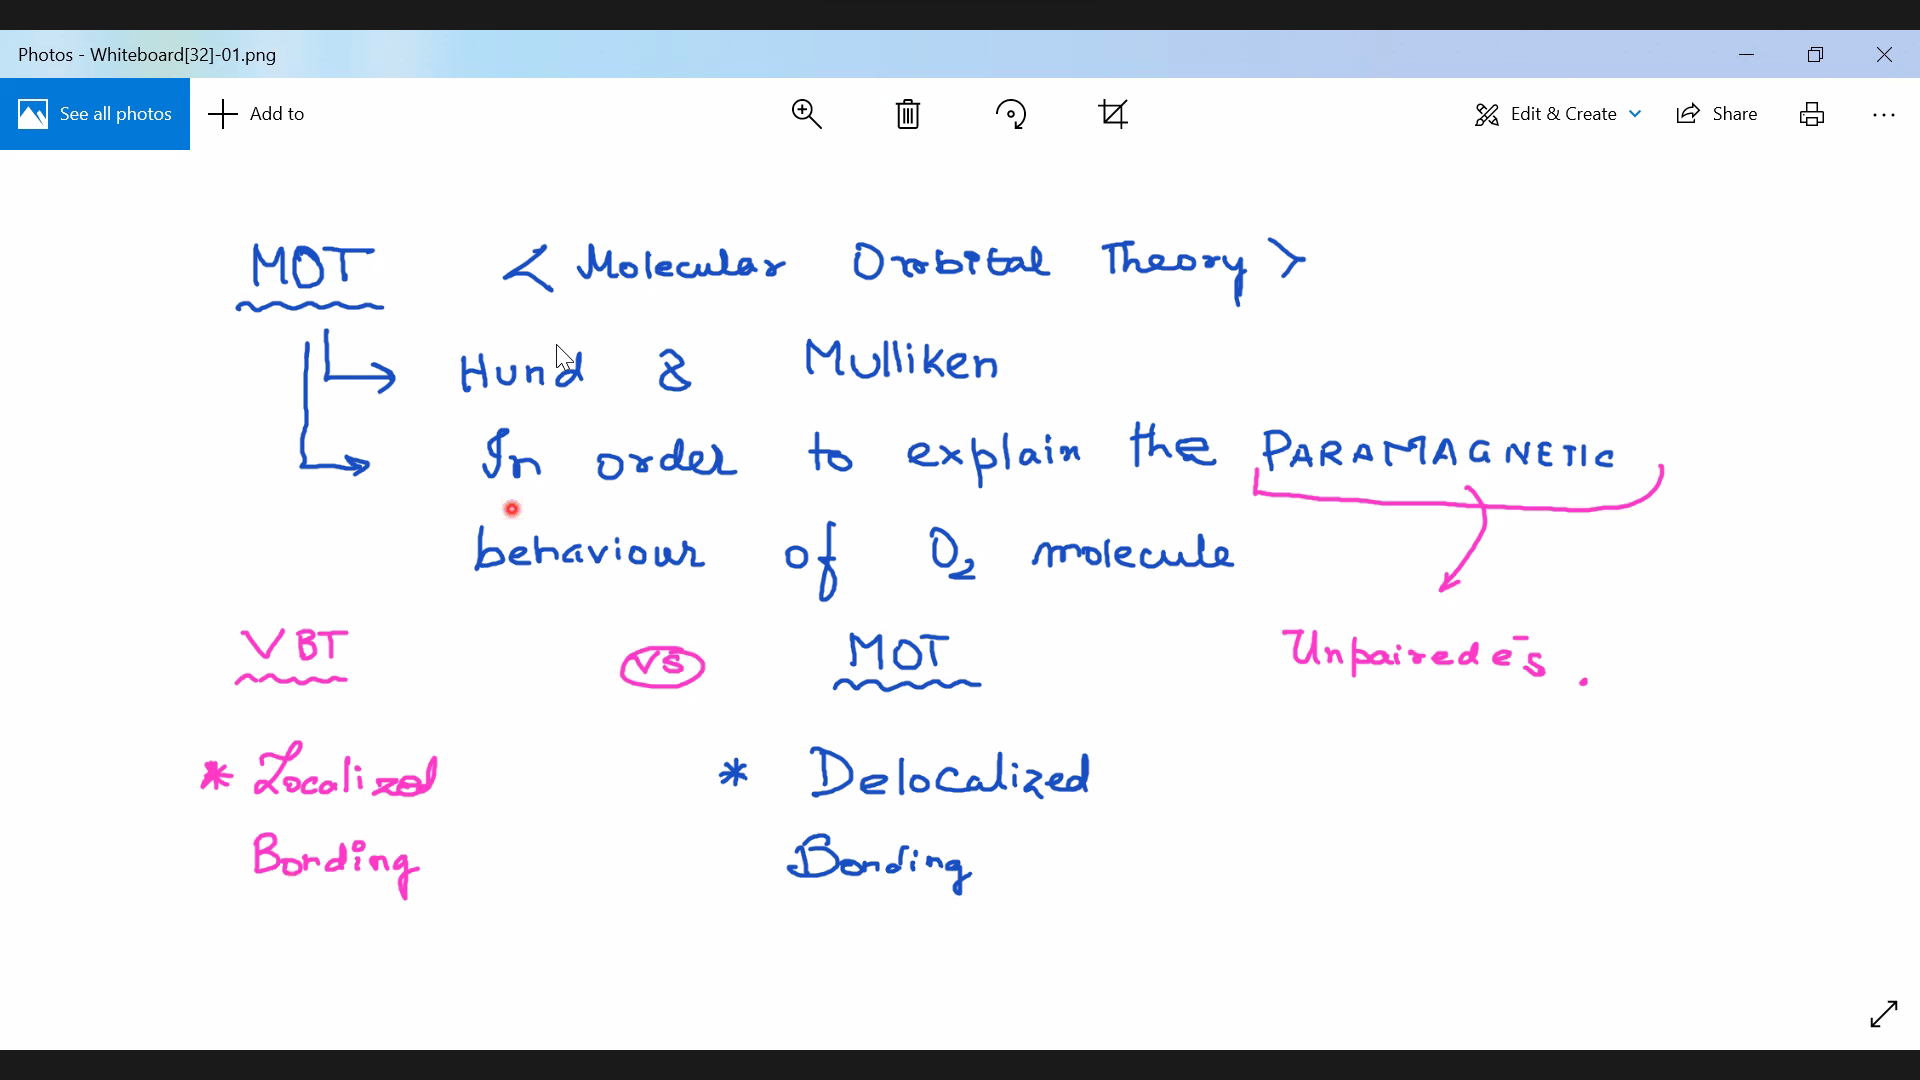 Photos - Whiteboard[32]-01.png
See all photos
Add to
Edit & Create
Share
MOT < Molecular Orbital Theory >
Hund & Mulliken
In order to explain the PARAMAGNETIC
behaviour of O₂ molecule
VBT VS MOT
Unpaired e⁻s.
* Localized * Delocalized
Bonding Bonding